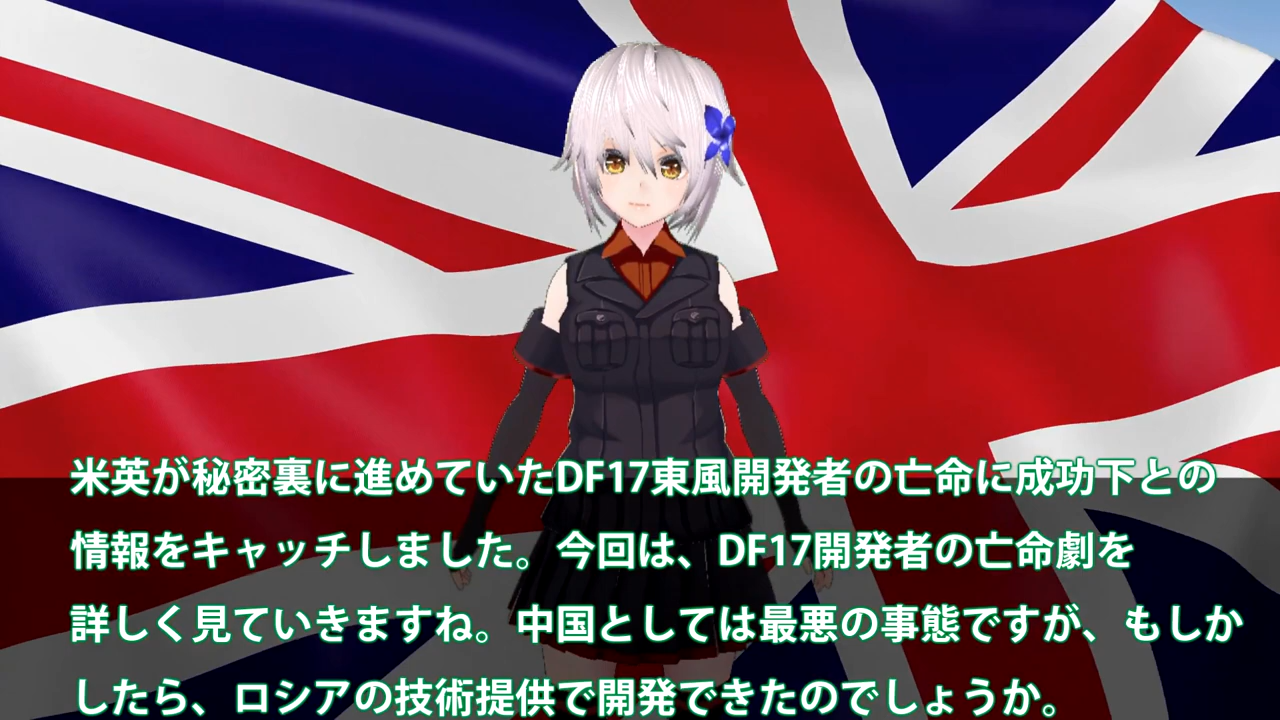 米英が秘密裏に進めていたDF17東風開発者の亡命に成功下との
情報をキャッチしました。今回は、DF17開発者の亡命劇を
詳しく見ていきますね。中国としては最悪の事態ですが、もしか
したら、ロシアの技術提供で開発できたのでしょうか。